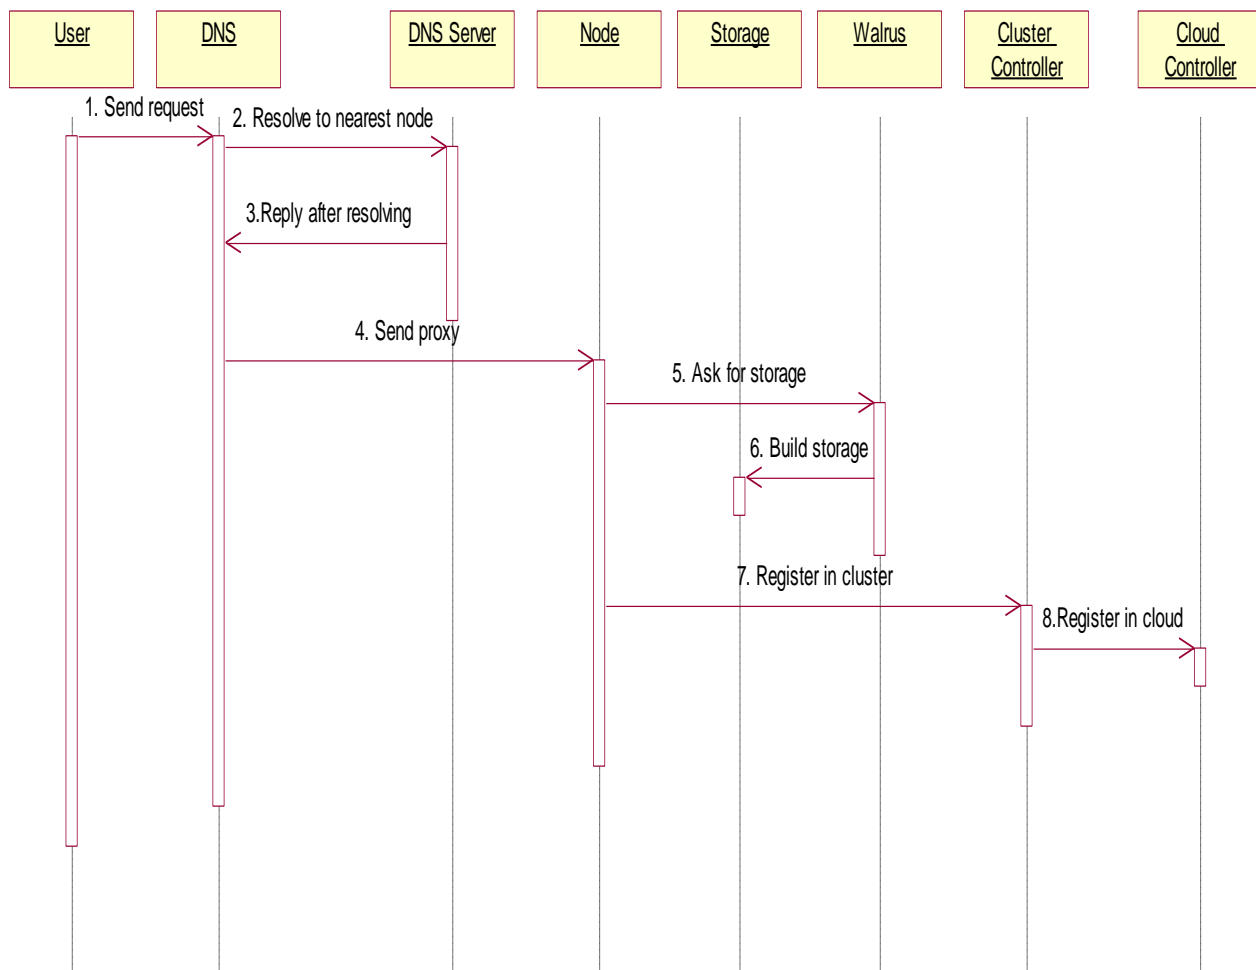 User
DNS
DNS Server
Node
Storage
Walrus
Cluster
Controller
Cloud
Controller
1. Send request
2. Resolve to nearest node
3.Reply after resolving
4. Send proxy
5. Ask for storage
6. Build storage
7. Register in cluster
8.Register in cloud